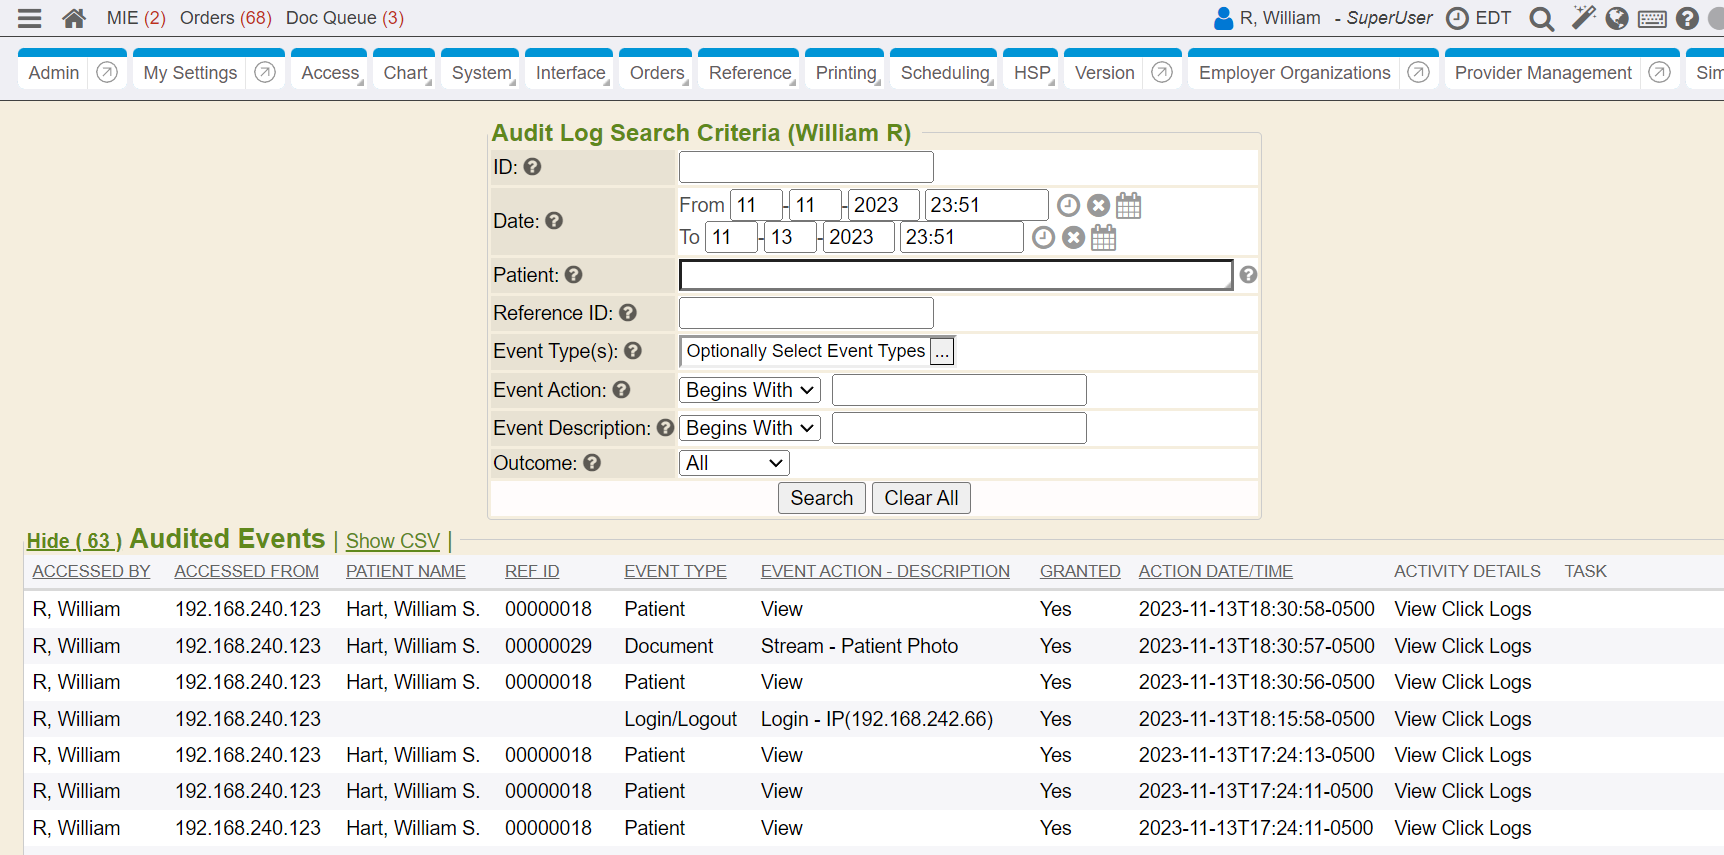 MIE (2) Orders (68) Doc Queue (3) R, William - SuperUser EDT
Admin My Settings Access Chart System Interface Orders Reference Printing Scheduling HSP Version Employer Organizations Provider Management Sim
Audit Log Search Criteria (William R)
ID:
Date: From 11 - 11 - 2023 23:51
To 11 - 13 - 2023 23:51
Patient:
Reference ID:
Event Type(s): Optionally Select Event Types ...
Event Action: Begins With
Event Description: Begins With
Outcome: All
Search Clear All
Hide ( 63 ) Audited Events | Show CSV |
ACCESSED BY ACCESSED FROM PATIENT NAME REF ID EVENT TYPE EVENT ACTION - DESCRIPTION GRANTED ACTION DATE/TIME ACTIVITY DETAILS TASK
R, William 192.168.240.123 Hart, William S. 00000018 Patient View Yes 2023-11-13T18:30:58-0500 View Click Logs
R, William 192.168.240.123 Hart, William S. 00000029 Document Stream - Patient Photo Yes 2023-11-13T18:30:57-0500 View Click Logs
R, William 192.168.240.123 Hart, William S. 00000018 Patient View Yes 2023-11-13T18:30:56-0500 View Click Logs
R, William 192.168.240.123 Login/Logout Login - IP(192.168.242.66) Yes 2023-11-13T18:15:58-0500 View Click Logs
R, William 192.168.240.123 Hart, William S. 00000018 Patient View Yes 2023-11-13T17:24:13-0500 View Click Logs
R, William 192.168.240.123 Hart, William S. 00000018 Patient View Yes 2023-11-13T17:24:11-0500 View Click Logs
R, William 192.168.240.123 Hart, William S. 00000018 Patient View Yes 2023-11-13T17:24:11-0500 View Click Logs